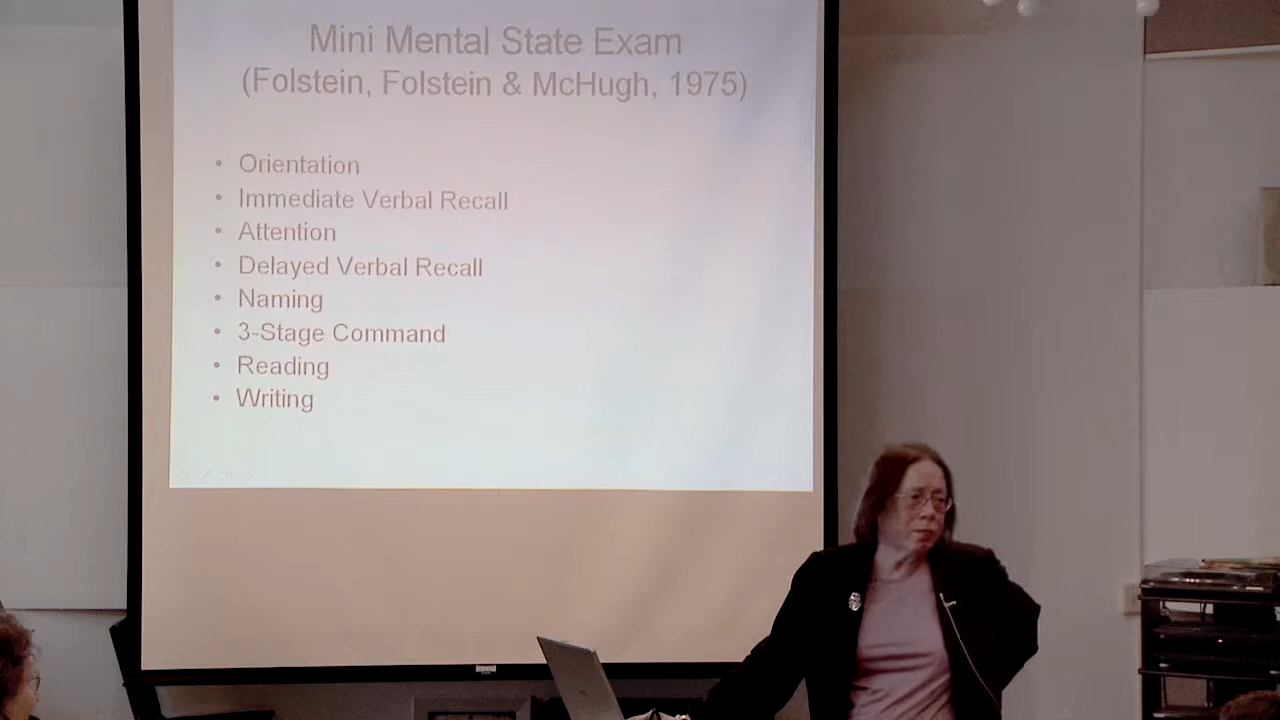 Mini Mental State Exam
(Folstein, Folstein & McHugh, 1975)
• Orientation
• Immediate Verbal Recall
• Attention
• Delayed Verbal Recall
• Naming
• 3-Stage Command
• Reading
• Writing